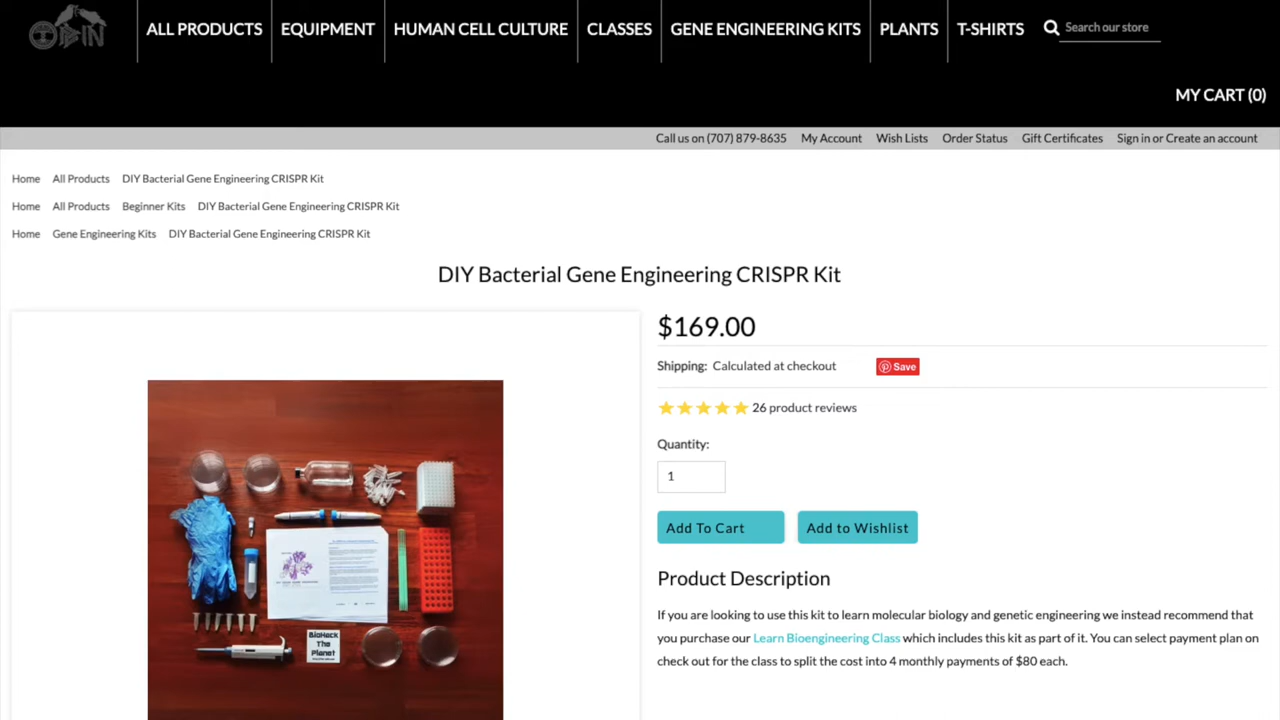 ODIN
ALL PRODUCTS
EQUIPMENT
HUMAN CELL CULTURE
CLASSES
GENE ENGINEERING KITS
PLANTS
T-SHIRTS
Search our store
MY CART (0)
Call us on (707) 879-8635
My Account
Wish Lists
Order Status
Gift Certificates
Sign in or Create an account
Home All Products DIY Bacterial Gene Engineering CRISPR Kit
Home All Products Beginner Kits DIY Bacterial Gene Engineering CRISPR Kit
Home Gene Engineering Kits DIY Bacterial Gene Engineering CRISPR Kit
DIY Bacterial Gene Engineering CRISPR Kit
$169.00
Shipping: Calculated at checkout
Save
26 product reviews
Quantity:
1
Add To Cart
Add to Wishlist
Product Description
If you are looking to use this kit to learn molecular biology and genetic engineering we instead recommend that
you purchase our Learn Bioengineering Class which includes this kit as part of it. You can select payment plan on
check out for the class to split the cost into 4 monthly payments of $80 each.
BioHack
The
Planet